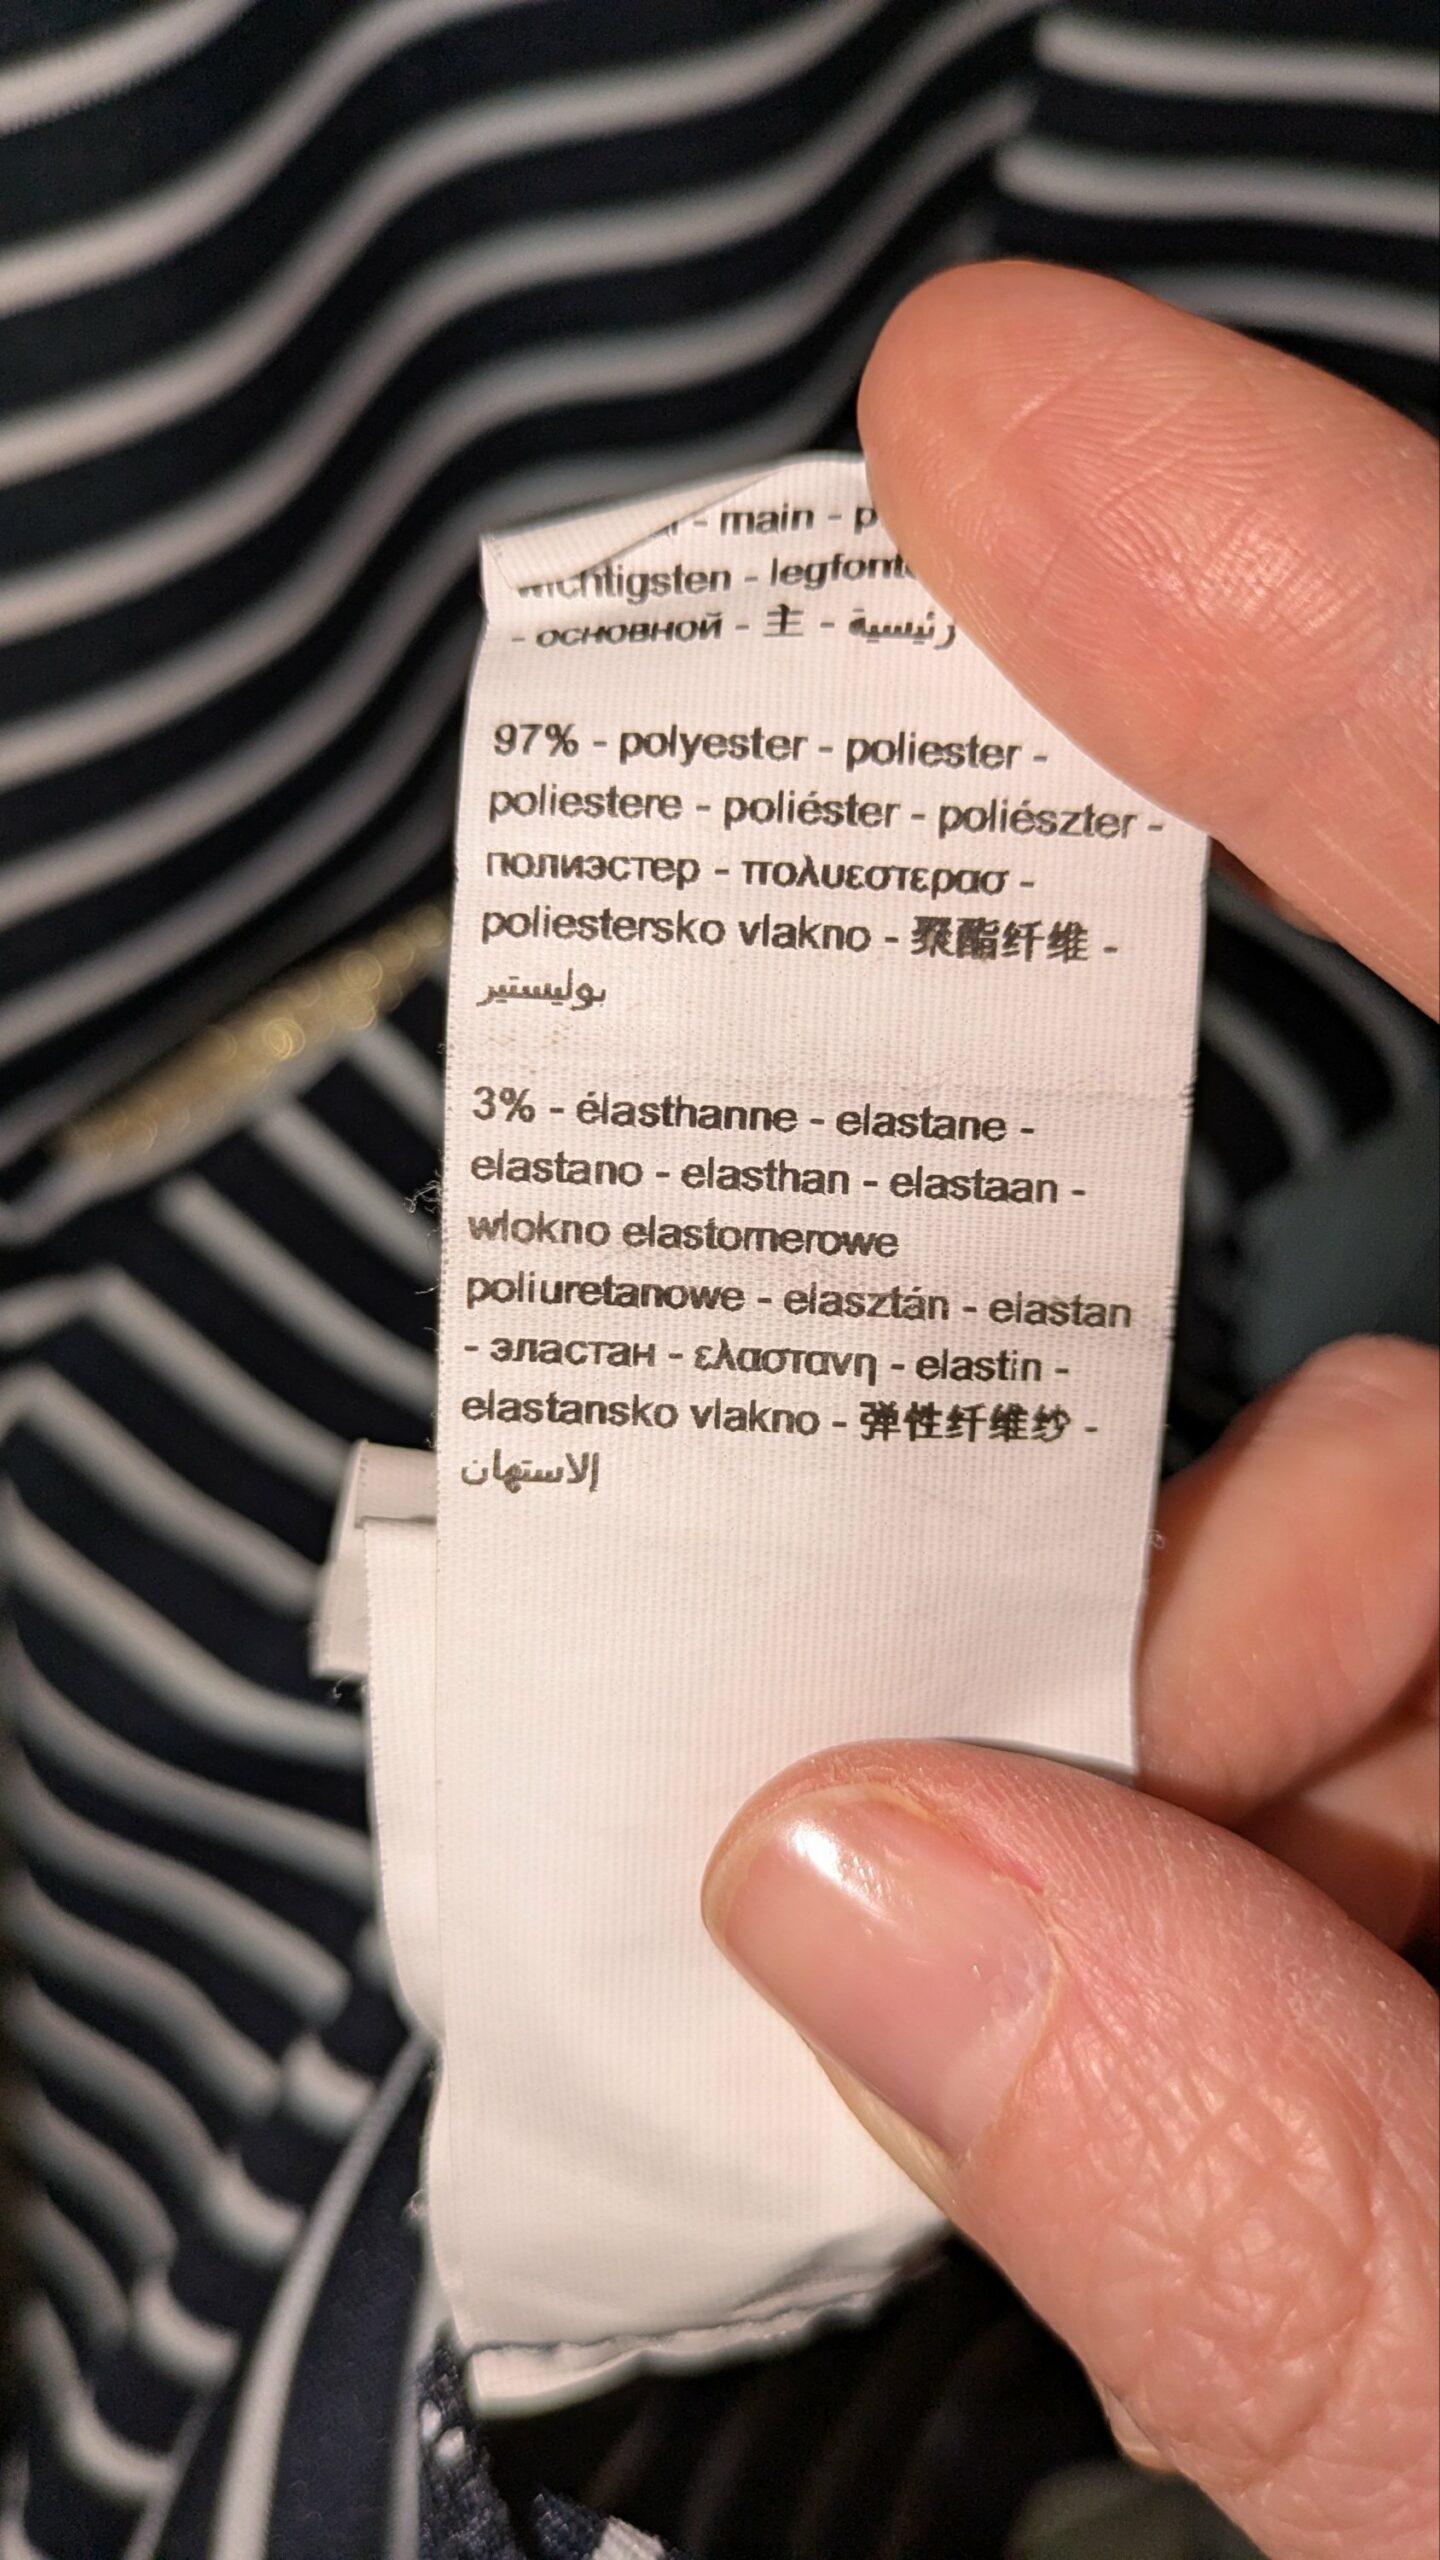 - main -
- legfont
- основной - 主 - رئيسية
97% - polyester - poliester -
poliestere - poliéster - poliészter -
полиэстер - πολυεστερασ -
poliestersko vlakno - 聚酯纤维 -
بوليستير
3% - élasthanne - elastane -
elastano - elasthan - elastaan -
wlokno elastomerowe
poliuretanowe - elasztán - elastan
- эластан - ελαστανη - elastin -
elastansko vlakno - 弹性纤维纱 -
إلاستهان